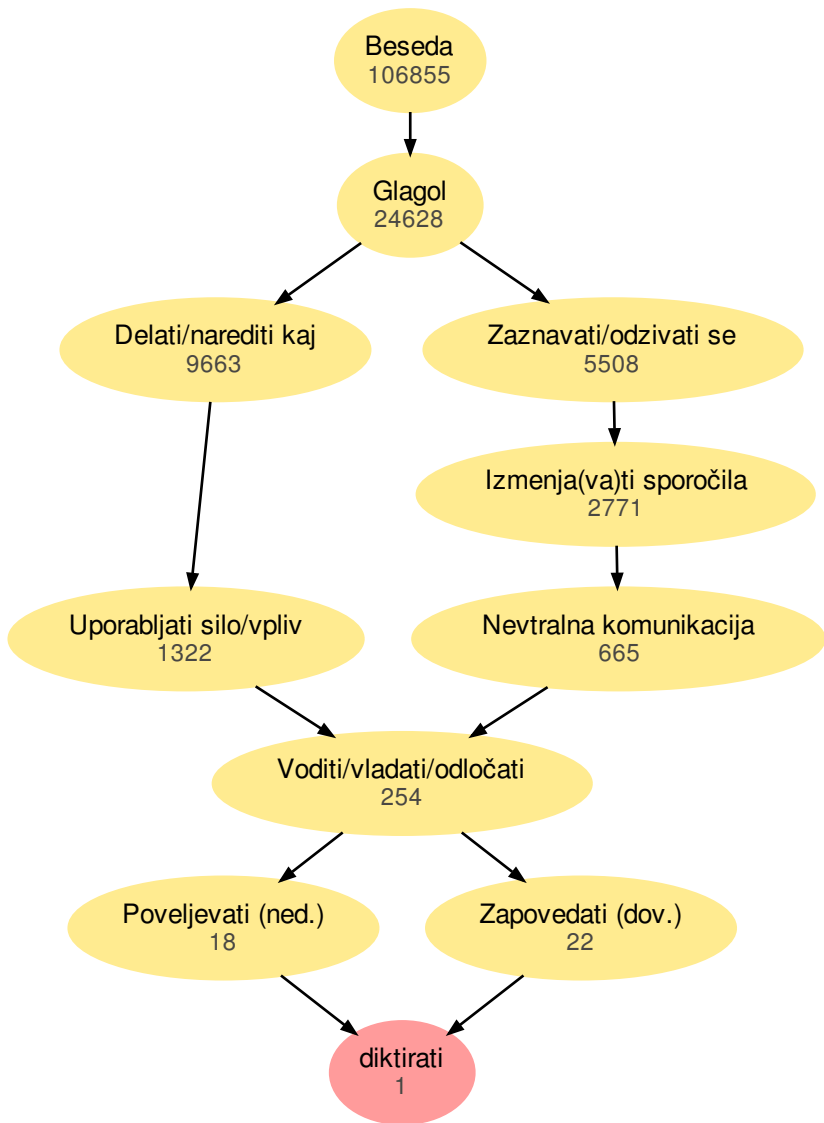 Beseda
106855
Glagol
24628
Delati/narediti kaj
9663
Zaznavati/odzivati se
5508
Izmenja(va)ti sporočila
2771
Uporabljati silo/vpliv
1322
Nevtralna komunikacija
665
Voditi/vladati/odločati
254
Poveljevati (ned.)
18
Zapovedati (dov.)
22
diktirati
1